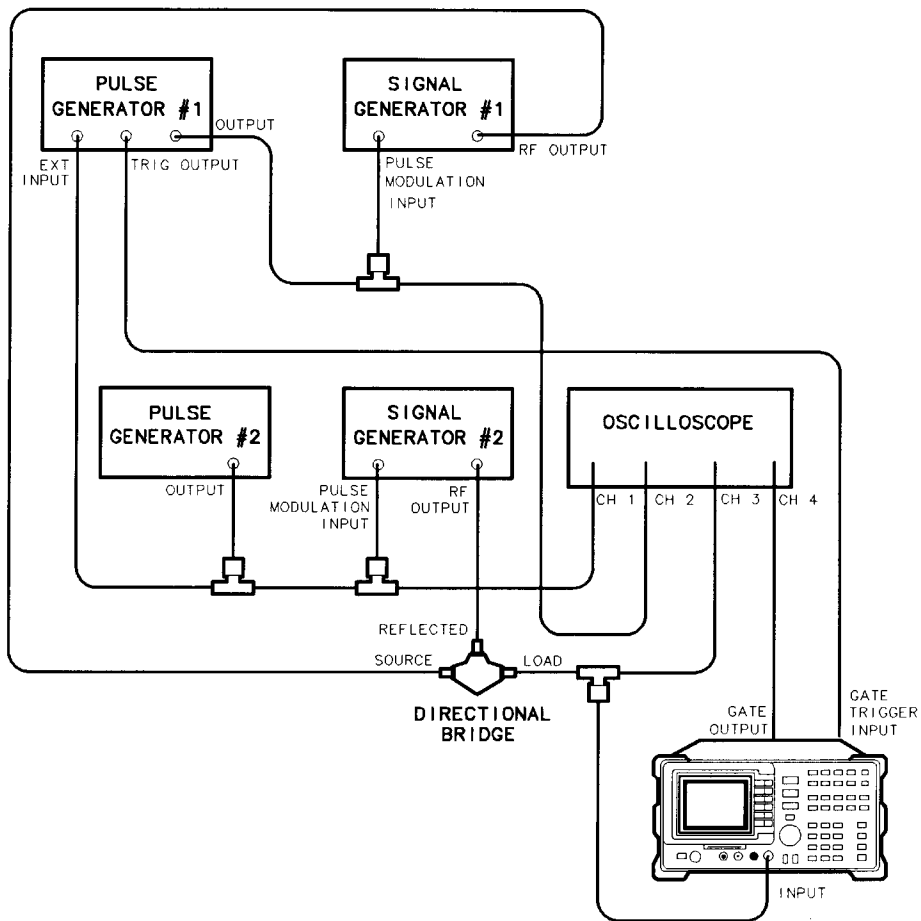 PULSE
GENERATOR #1
OUTPUT
EXT
INPUT
TRIG OUTPUT
SIGNAL
GENERATOR #1
RF OUTPUT
PULSE
MODULATION
INPUT
PULSE
GENERATOR #2
OUTPUT
SIGNAL
GENERATOR #2
PULSE
MODULATION
INPUT
RF
OUTPUT
OSCILLOSCOPE
CH 1
CH 2
CH 3
CH 4
REFLECTED
SOURCE
LOAD
DIRECTIONAL
BRIDGE
GATE
OUTPUT
GATE
TRIGGER
INPUT
INPUT